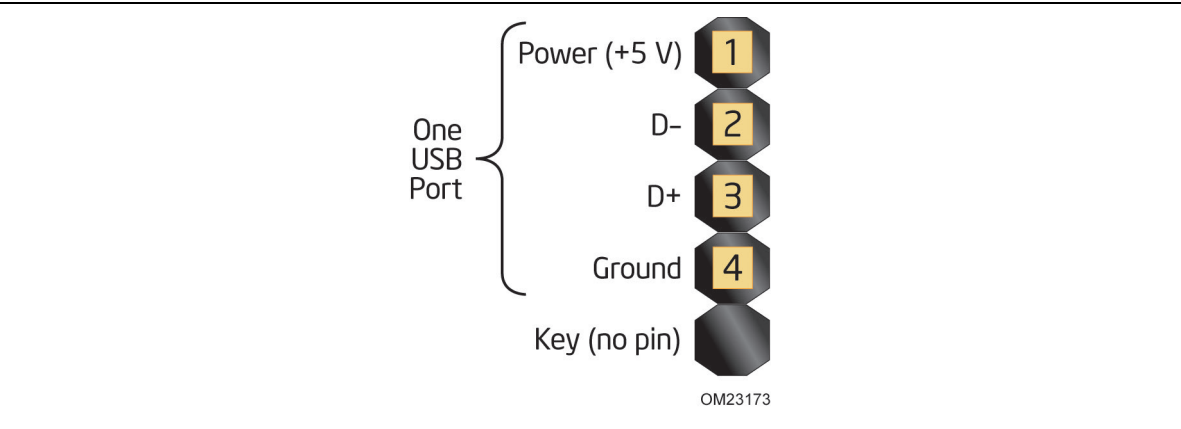 Power (+5 V) 1
D– 2
One
USB
Port
D+ 3
Ground 4
Key (no pin)
OM23173